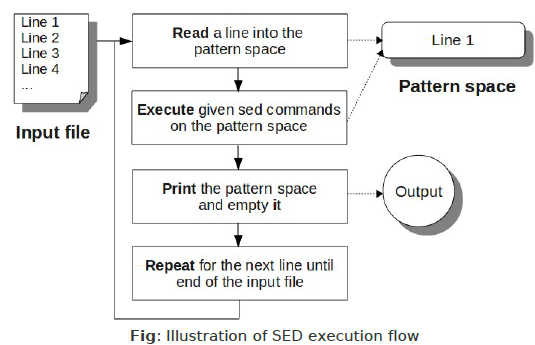 Line 1
Line 2
Line 3
Line 4
...
Input file
Read a line into the
pattern space
Line 1
Pattern space
Execute given sed commands
on the pattern space
Print the pattern space
and empty it
Output
Repeat for the next line until
end of the input file
Fig: Illustration of SED execution flow